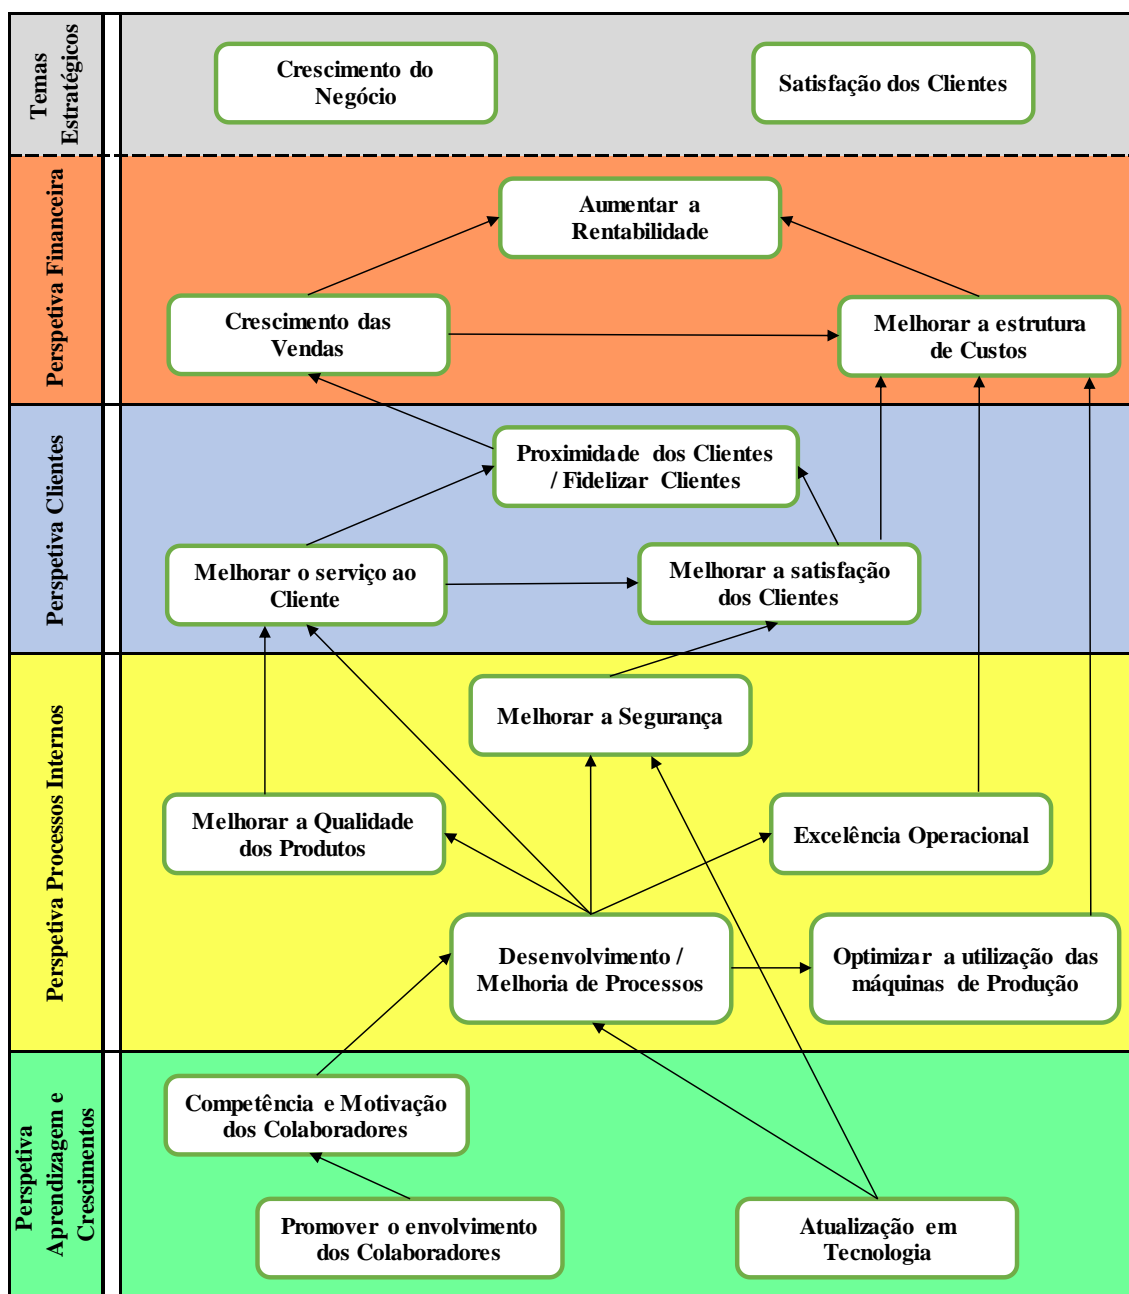 Temas
Estratégicos
Crescimento do
Negócio
Satisfação dos Clientes
Perspetiva Financeira
Aumentar a
Rentabilidade
Crescimento das
Vendas
Melhorar a estrutura
de Custos
Perspetiva Clientes
Proximidade dos Clientes
/ Fidelizar Clientes
Melhorar o serviço ao
Cliente
Melhorar a satisfação
dos Clientes
Perspetiva Processos Internos
Melhorar a Segurança
Melhorar a Qualidade
dos Produtos
Excelência Operacional
Desenvolvimento /
Melhoria de Processos
Optimizar a utilização das
máquinas de Produção
Perspetiva
Aprendizagem e
Crescimentos
Competência e Motivação
dos Colaboradores
Promover o envolvimento
dos Colaboradores
Atualização em
Tecnologia